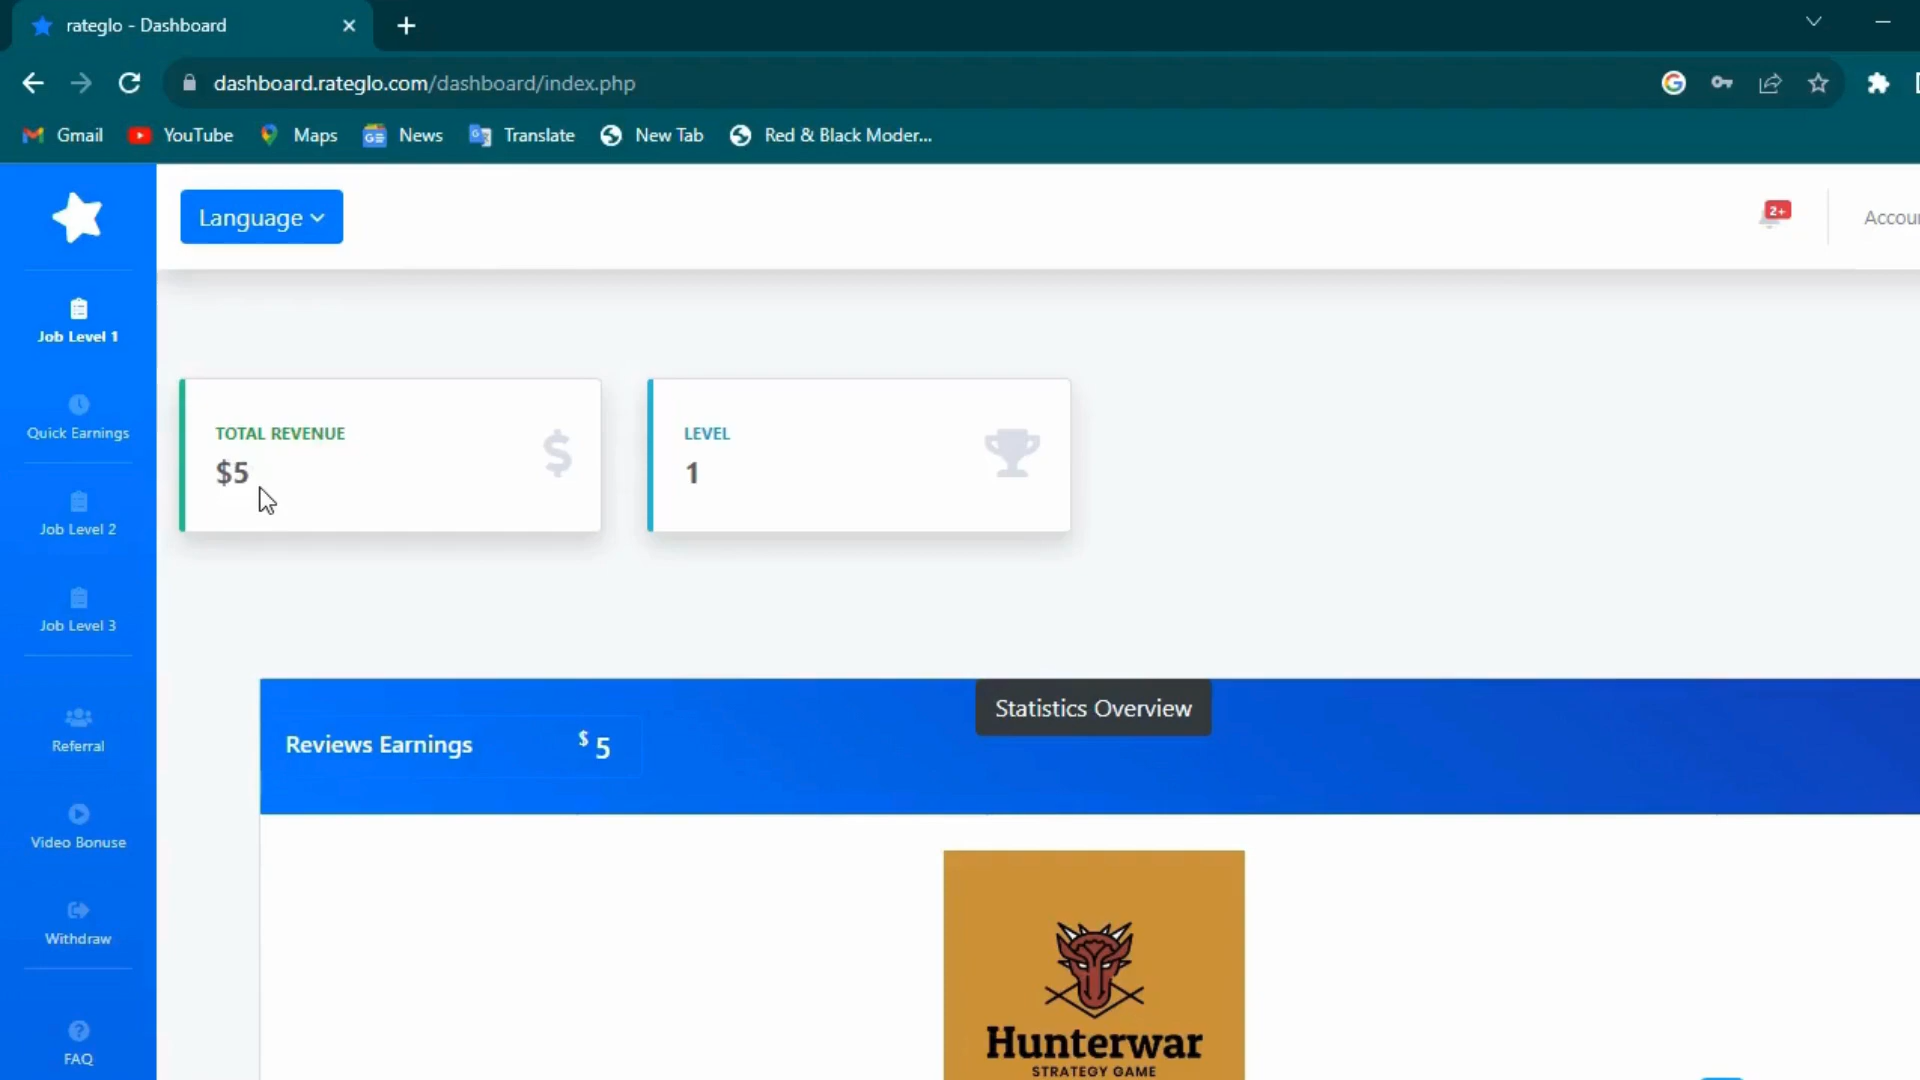 rateglo - Dashboard
dashboard.rateglo.com/dashboard/index.php
Gmail YouTube Maps News Translate New Tab Red & Black Moder...
Language
2+
Accou
Job Level 1
Quick Earnings
Job Level 2
Job Level 3
Referral
Video Bonuse
Withdraw
FAQ
TOTAL REVENUE
$5
LEVEL
1
Statistics Overview
Reviews Earnings $ 5
Hunterwar
STRATEGY GAME